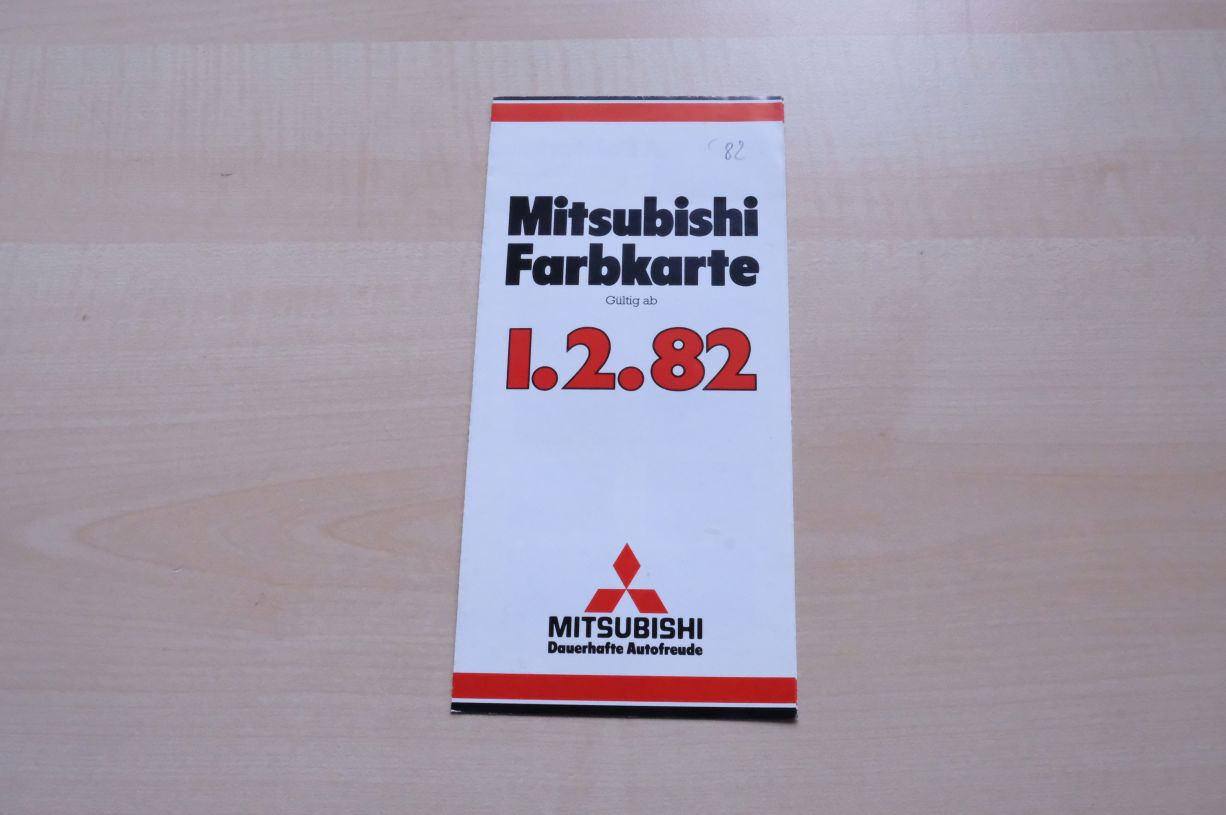 '82
Mitsubishi
Farbkarte
Gültig ab
1.2.82
MITSUBISHI
Dauerhafte Autofreude